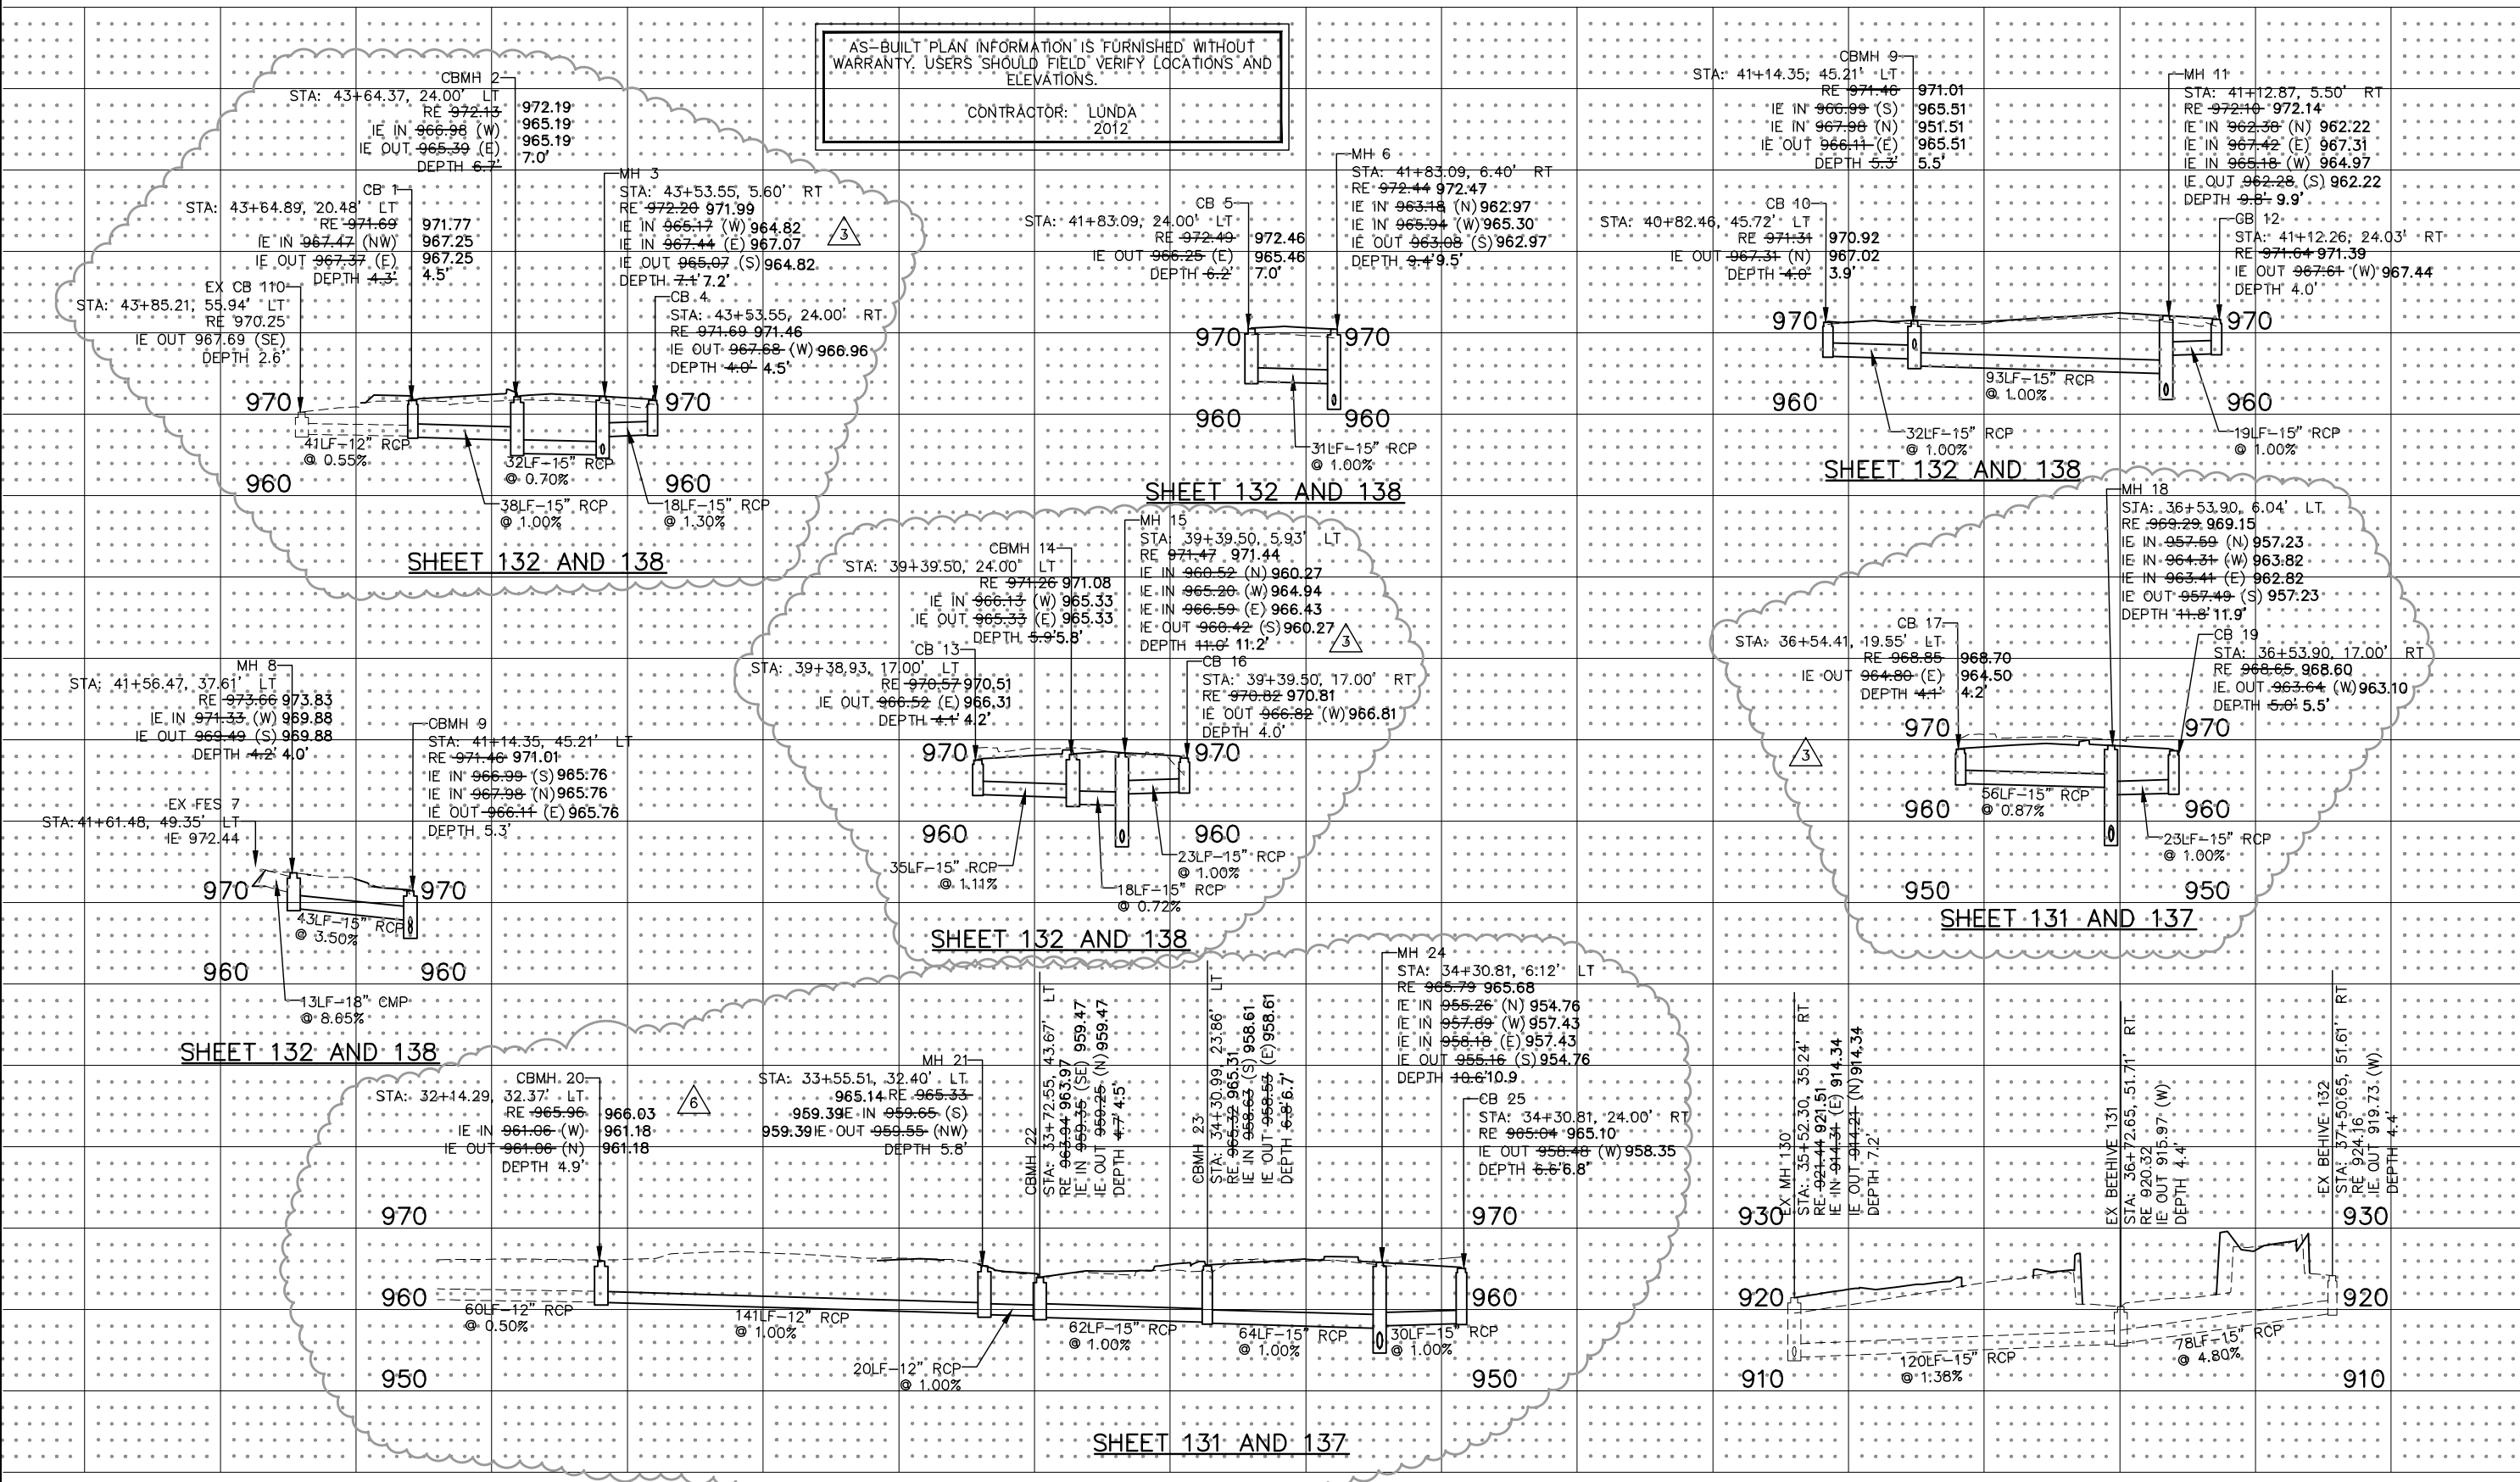 AS-BUILT PLAN INFORMATION IS FURNISHED WITHOUT
WARRANTY. USERS SHOULD FIELD VERIFY LOCATIONS AND
ELEVATIONS.
CONTRACTOR: LUNDA
2012
CBMH 2
STA: 43+64.37, 24.00' LT
RE 972.13 972.19
IE IN 966.98 (W) 965.19
IE OUT 965.39 (E) 965.19
DEPTH 6.7' 7.0'
CB 1
STA: 43+64.89, 20.48' LT
RE 971.69 971.77
IE IN 967.47 (NW) 967.25
IE OUT 967.37 (E) 967.25
DEPTH 4.3' 4.5'
EX CB 110
STA: 43+85.21, 55.94' LT
RE 970.25
IE OUT 967.69 (SE)
DEPTH 2.6'
MH 3
STA: 43+53.55, 5.60' RT
RE 972.20 971.99
IE IN 965.17 (W) 964.82
IE IN 967.44 (E) 967.07
IE OUT 965.07 (S) 964.82
DEPTH 7.1' 7.2'
3
CB 4
STA: 43+53.55, 24.00' RT
RE 971.69 971.46
IE OUT 967.68 (W) 966.96
DEPTH 4.0' 4.5'
970 970
41LF-12" RCP
@ 0.55%
32LF-15" RCP
@ 0.70%
960 960
38LF-15" RCP
@ 1.00%
18LF-15" RCP
@ 1.30%
SHEET 132 AND 138
MH 6
STA: 41+83.09, 6.40' RT
RE 972.44 972.47
IE IN 963.18 (N) 962.97
IE IN 965.94 (W) 965.30
IE OUT 963.08 (S) 962.97
DEPTH 9.4' 9.5'
CB 5
STA: 41+83.09, 24.00' LT
RE 972.49 972.46
IE OUT 966.25 (E) 965.46
DEPTH 6.2' 7.0'
970 970
960 960
31LF-15" RCP
@ 1.00%
SHEET 132 AND 138
CBMH 9
STA: 41+14.35, 45.21' LT
RE 971.46 971.01
IE IN 966.99 (S) 965.51
IE IN 967.98 (N) 951.51
IE OUT 966.11 (E) 965.51
DEPTH 5.3' 5.5'
MH 11
STA: 41+12.87, 5.50' RT
RE 972.10 972.14
IE IN 962.38 (N) 962.22
IE IN 967.42 (E) 967.31
IE IN 965.18 (W) 964.97
IE OUT 962.28 (S) 962.22
DEPTH 9.8' 9.9'
CB 10
STA: 40+82.46, 45.72' LT
RE 971.31 970.92
IE OUT 967.31 (N) 967.02
DEPTH 4.0' 3.9'
CB 12
STA: 41+12.26, 24.03' RT
RE 971.64 971.39
IE OUT 967.61 (W) 967.44
DEPTH 4.0'
970 970
93LF-15" RCP
@ 1.00%
960 960
32LF-15" RCP
@ 1.00%
19LF-15" RCP
@ 1.00%
SHEET 132 AND 138
MH 8
STA: 41+56.47, 37.61' LT
RE 973.66 973.83
IE IN 971.33 (W) 969.88
IE OUT 969.49 (S) 969.88
DEPTH 4.2' 4.0'
CBMH 9
STA: 41+14.35, 45.21' LT
RE 971.46 971.01
IE IN 966.99 (S) 965.76
IE IN 967.98 (N) 965.76
IE OUT 966.11 (E) 965.76
DEPTH 5.3'
EX FES 7
STA: 41+61.48, 49.35' LT
IE 972.44
970 970
43LF-15" RCP
@ 3.50%
960 960
13LF-18" CMP
@ 8.65%
SHEET 132 AND 138
MH 15
STA: 39+39.50, 5.93' LT
RE 971.47 971.44
IE IN 960.52 (N) 960.27
IE IN 965.20 (W) 964.94
IE IN 966.59 (E) 966.43
IE OUT 960.42 (S) 960.27
DEPTH 11.0' 11.2'
3
CBMH 14
STA: 39+39.50, 24.00' LT
RE 971.26 971.08
IE IN 966.13 (W) 965.33
IE OUT 965.33 (E) 965.33
DEPTH 5.9' 5.8'
CB 13
STA: 39+38.93, 17.00' LT
RE 970.57 970.51
IE OUT 966.52 (E) 966.31
DEPTH 4.1' 4.2'
CB 16
STA: 39+39.50, 17.00' RT
RE 970.82 970.81
IE OUT 966.82 (W) 966.81
DEPTH 4.0'
970 970
960 960
35LF-15" RCP
@ 1.11%
23LF-15" RCP
@ 1.00%
18LF-15" RCP
@ 0.72%
SHEET 132 AND 138
MH 18
STA: 36+53.90, 6.04' LT
RE 969.29 969.15
IE IN 957.59 (N) 957.23
IE IN 964.31 (W) 963.82
IE IN 963.41 (E) 962.82
IE OUT 957.49 (S) 957.23
DEPTH 11.8' 11.9'
CB 17
STA: 36+54.41, 19.55' LT
RE 968.85 968.70
IE OUT 964.80 (E) 964.50
DEPTH 4.1' 4.2'
CB 19
STA: 36+53.90, 17.00' RT
RE 968.65 968.60
IE OUT 963.64 (W) 963.10
DEPTH 5.0' 5.5'
3
970 970
56LF-15" RCP
@ 0.87%
960 960
23LF-15" RCP
@ 1.00%
950 950
SHEET 131 AND 137
CBMH 20
STA: 32+14.29, 32.37' LT
RE 965.96 966.03
IE IN 961.06 (W) 961.18
IE OUT 961.06 (N) 961.18
DEPTH 4.9'
6
MH 21
STA: 33+55.51, 32.40' LT
965.14 RE 965.33
959.39 IE IN 959.65 (S)
959.39 IE OUT 959.55 (NW)
DEPTH 5.8'
CBMH 22
STA: 33+72.55, 43.67' LT
RE 963.94 963.97
IE IN 959.35 (SE) 959.47
IE OUT 959.25 (N) 959.47
DEPTH 4.7' 4.5'
CBMH 23
STA: 34+30.99, 23.86' LT
RE 965.32 965.31
IE IN 958.63 (S) 958.61
IE OUT 958.53 (E) 958.61
DEPTH 6.8' 6.7'
MH 24
STA: 34+30.81, 6.12' LT
RE 965.79 965.68
IE IN 955.26 (N) 954.76
IE IN 957.89 (W) 957.43
IE IN 958.18 (E) 957.43
IE OUT 955.16 (S) 954.76
DEPTH 10.6' 10.9
CB 25
STA: 34+30.81, 24.00' RT
RE 965.04 965.10
IE OUT 958.48 (W) 958.35
DEPTH 6.6' 6.8'
970 970
960 960
60LF-12" RCP
@ 0.50%
141LF-12" RCP
@ 1.00%
62LF-15" RCP
@ 1.00%
64LF-15" RCP
@ 1.00%
30LF-15" RCP
@ 1.00%
20LF-12" RCP
@ 1.00%
950 950
SHEET 131 AND 137
EX MH 130
STA: 35+52.30, 35.24' RT
RE 921.44 921.51
IE IN 914.31 (E) 914.34
IE OUT 914.21 (N) 914.34
DEPTH 7.2'
EX BEEHIVE 131
STA: 36+72.65, 51.71' RT
RE 920.32
IE OUT 915.97 (W)
DEPTH 4.4'
EX BEEHIVE 132
STA: 37+50.65, 51.61' RT
RE 924.16
IE OUT 919.73 (W)
DEPTH 4.4'
930 930
920 920
120LF-15" RCP
@ 1.38%
78LF-15" RCP
@ 4.80%
910 910